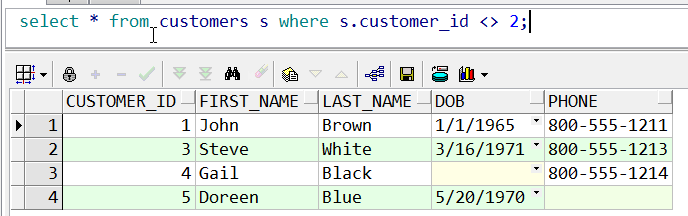 select * from customers s where s.customer_id <> 2;
CUSTOMER_ID FIRST_NAME LAST_NAME DOB PHONE
1 1 John Brown 1/1/1965 800-555-1211
2 3 Steve White 3/16/1971 800-555-1213
3 4 Gail Black 800-555-1214
4 5 Doreen Blue 5/20/1970